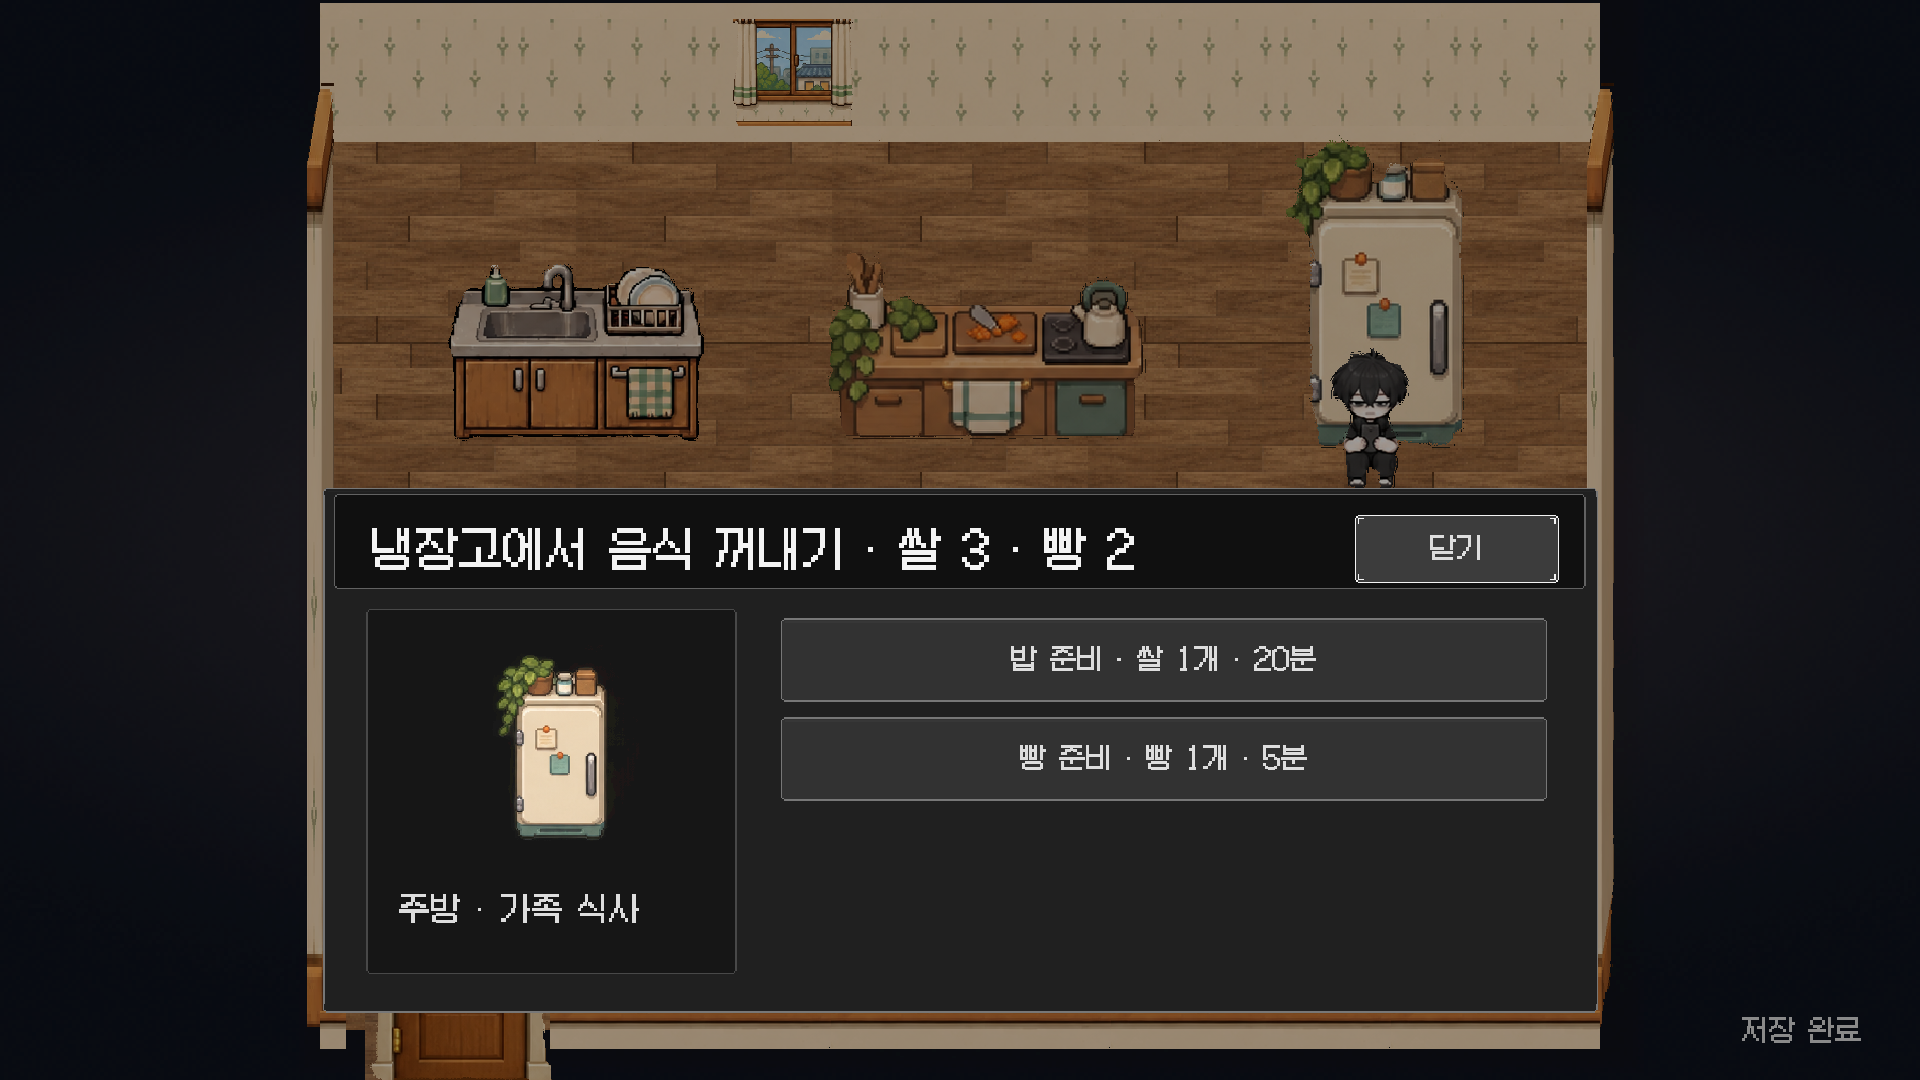 냉장고에서 음식 꺼내기 · 쌀 3 · 빵 2
닫기
밥 준비 · 쌀 1개 · 20분
빵 준비 · 빵 1개 · 5분
주방 · 가족 식사
저장 완료